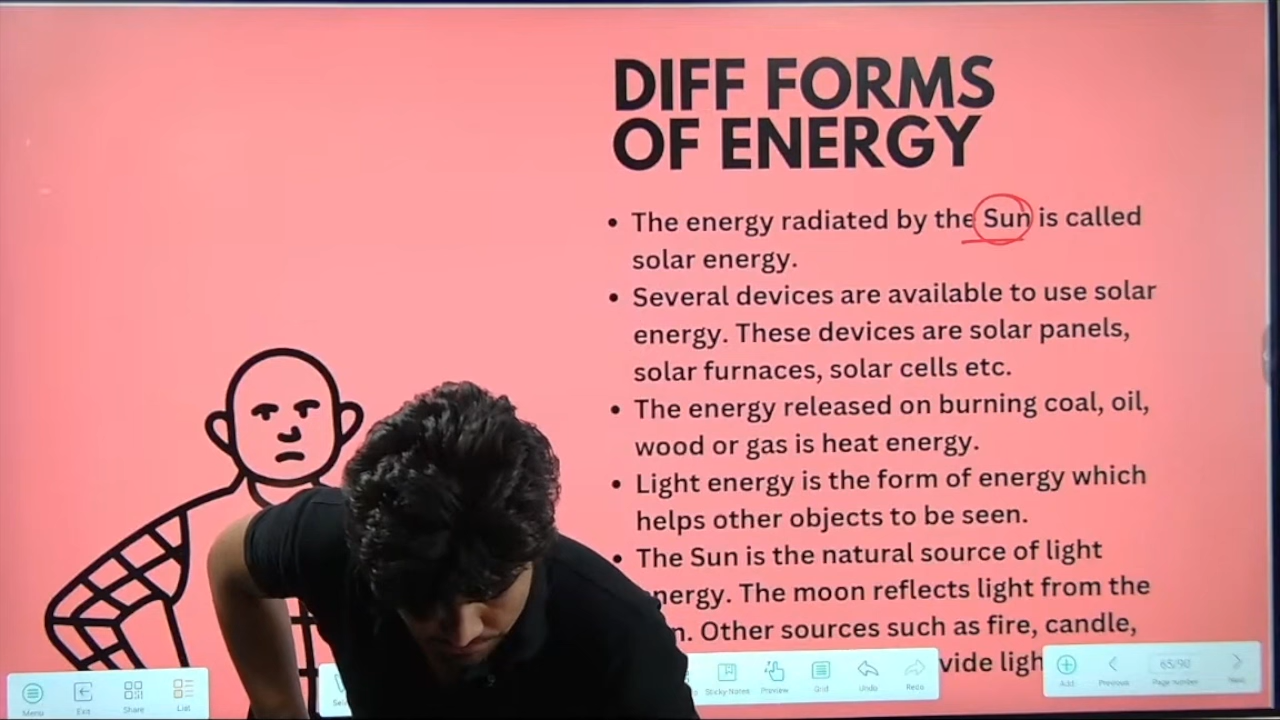 DIFF FORMS
OF ENERGY
• The energy radiated by the Sun is called
solar energy.
• Several devices are available to use solar
energy. These devices are solar panels,
solar furnaces, solar cells etc.
• The energy released on burning coal, oil,
wood or gas is heat energy.
• Light energy is the form of energy which
helps other objects to be seen.
• The Sun is the natural source of light
energy. The moon reflects light from the
n. Other sources such as fire, candle,
vide ligh
Menu Exit Share List Sticky Notes Preview Grid Undo Redo Add Previous 65/90 Page number Next